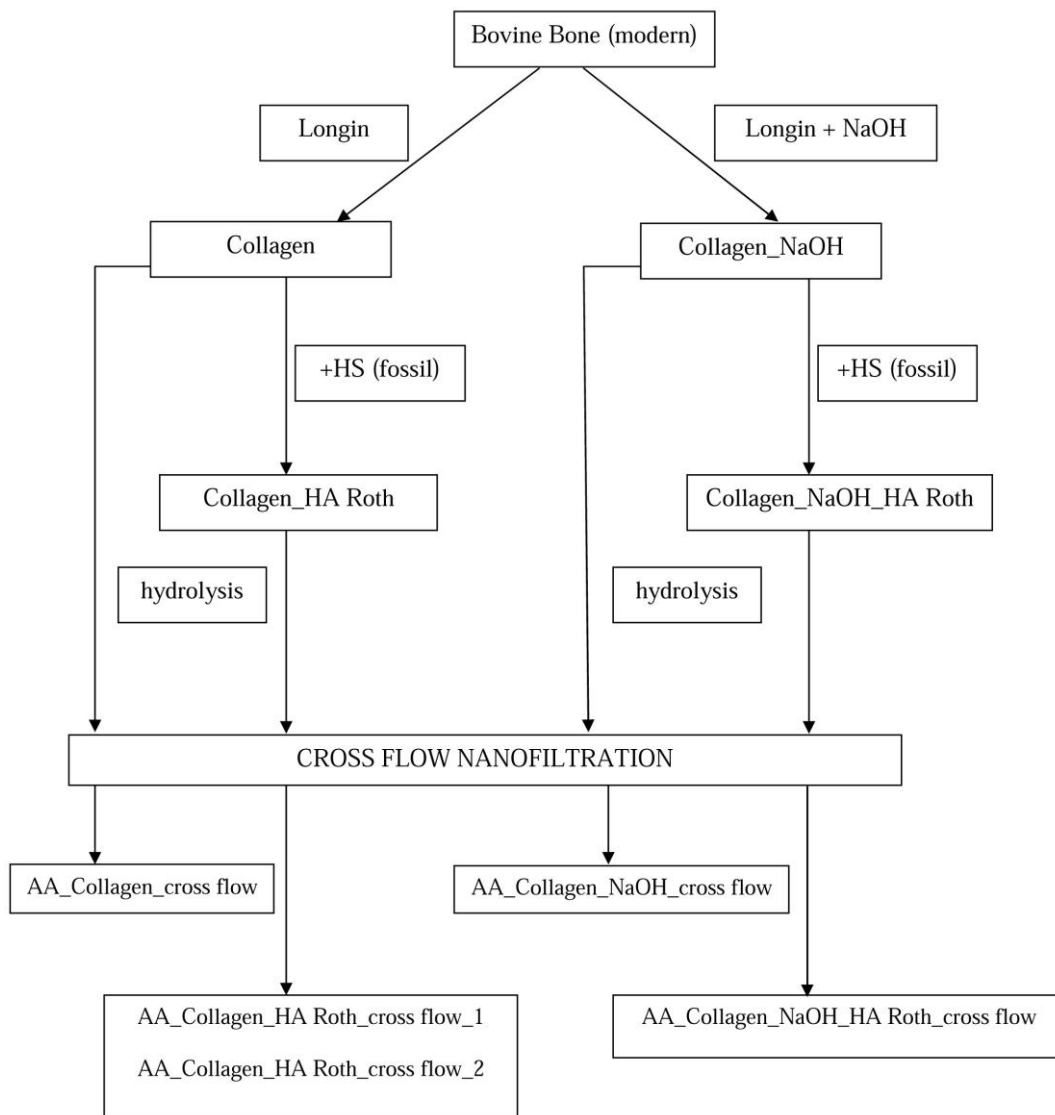 Bovine Bone (modern)
Longin
Longin + NaOH
Collagen
Collagen_NaOH
+HS (fossil)
+HS (fossil)
Collagen_HA Roth
Collagen_NaOH_HA Roth
hydrolysis
hydrolysis
CROSS FLOW NANOFILTRATION
AA_Collagen_cross flow
AA_Collagen_NaOH_cross flow
AA_Collagen_HA Roth_cross flow_1
AA_Collagen_HA Roth_cross flow_2
AA_Collagen_NaOH_HA Roth_cross flow